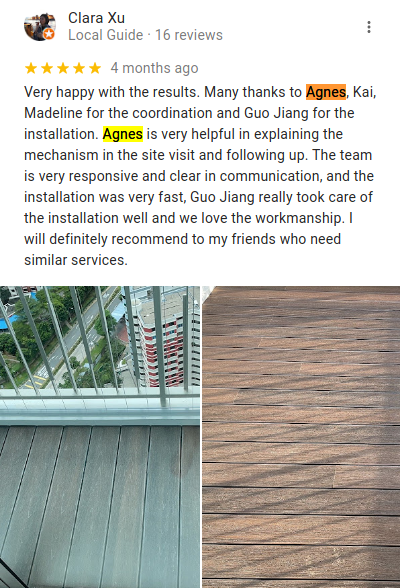 Clara Xu
Local Guide · 16 reviews
4 months ago
Very happy with the results. Many thanks to Agnes, Kai,
Madeline for the coordination and Guo Jiang for the
installation. Agnes is very helpful in explaining the
mechanism in the site visit and following up. The team
is very responsive and clear in communication, and the
installation was very fast, Guo Jiang really took care of
the installation well and we love the workmanship. I
will definitely recommend to my friends who need
similar services.